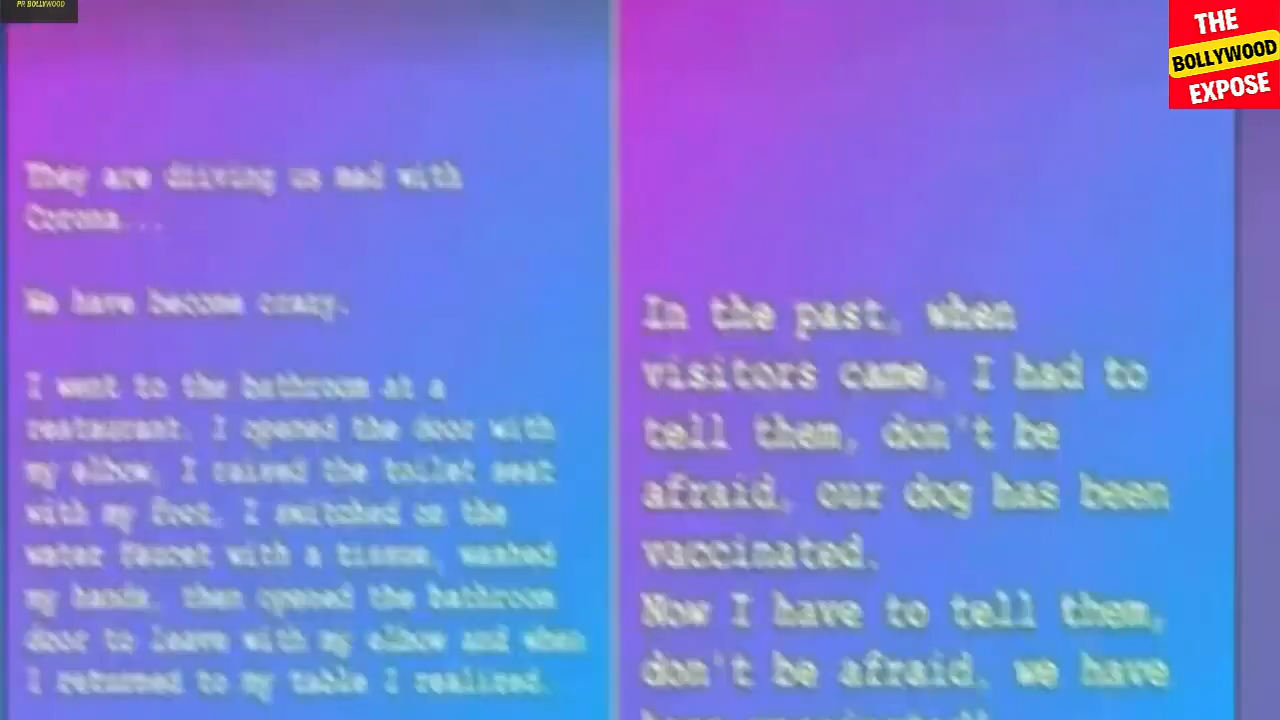 PR BOLLYWOOD
THE
BOLLYWOOD
EXPOSE
They are driving us mad with
Corona...
We have become crazy.
I went to the bathroom at a
restaurant. I opened the door with
my elbow, I raised the toilet seat
with my foot, I switched on the
water faucet with a tissue, washed
my hands, then opened the bathroom
door to leave with my elbow and when
I returned to my table I realized.
In the past, when
visitors came, I had to
tell them, don't be
afraid, our dog has been
vaccinated.
Now I have to tell them,
don't be afraid, we have
been vaccinated!